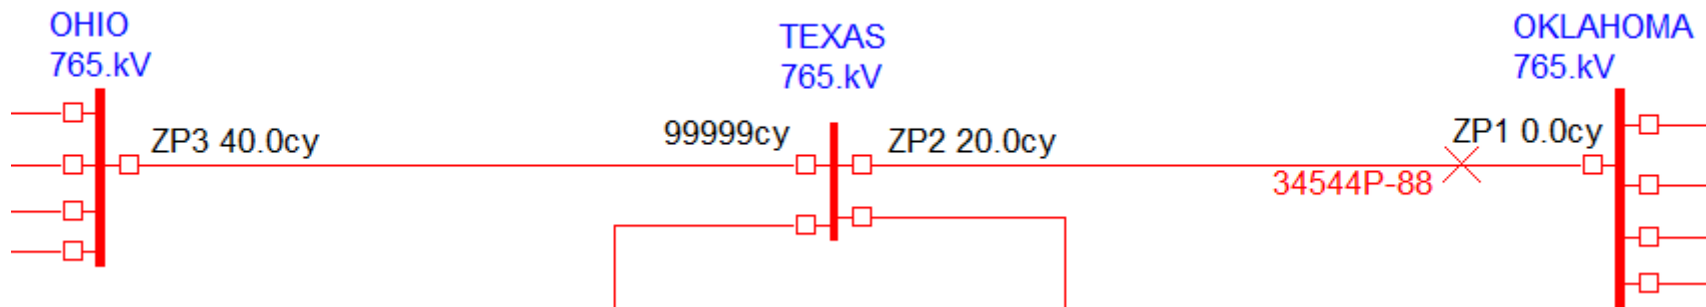 OHIO
765.kV
TEXAS
765.kV
OKLAHOMA
765.kV
ZP3 40.0cy
99999cy
ZP2 20.0cy
ZP1 0.0cy
34544P-88